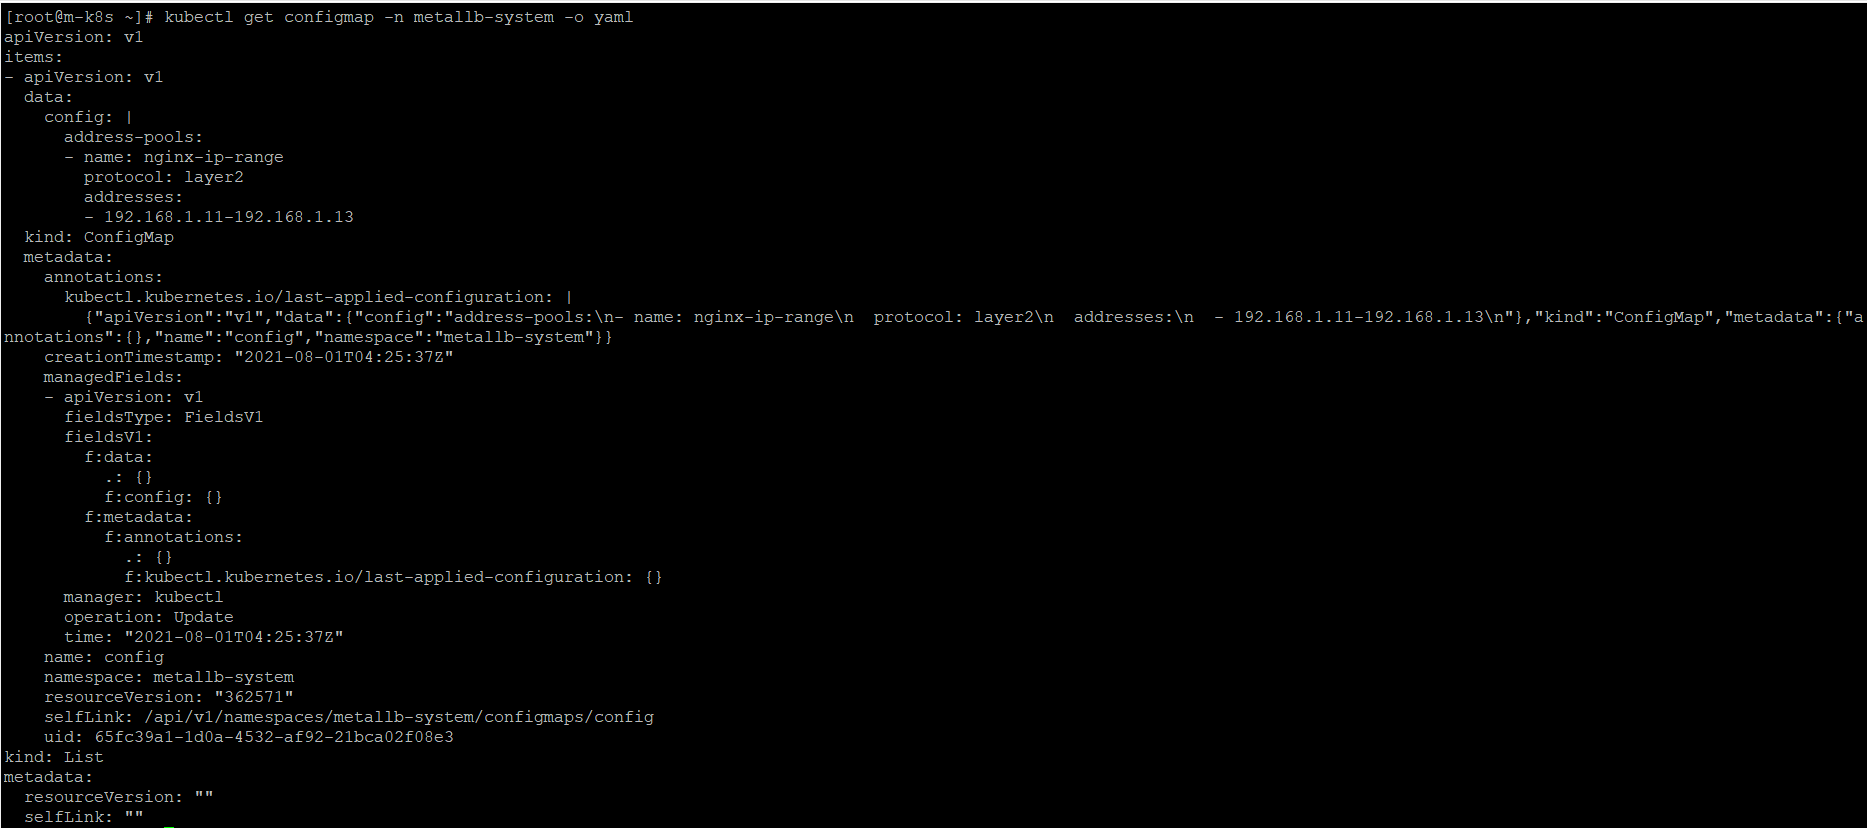 [root@m-k8s ~]# kubectl get configmap -n metallb-system -o yaml
apiVersion: v1
items:
- apiVersion: v1
  data:
    config: |
      address-pools:
      - name: nginx-ip-range
        protocol: layer2
        addresses:
        - 192.168.1.11-192.168.1.13
  kind: ConfigMap
  metadata:
    annotations:
      kubectl.kubernetes.io/last-applied-configuration: |
        {"apiVersion":"v1","data":{"config":"address-pools:\n- name: nginx-ip-range\n  protocol: layer2\n  addresses:\n  - 192.168.1.11-192.168.1.13\n"},"kind":"ConfigMap","metadata":{"a
nnotations":{},"name":"config","namespace":"metallb-system"}}
    creationTimestamp: "2021-08-01T04:25:37Z"
    managedFields:
    - apiVersion: v1
      fieldsType: FieldsV1
      fieldsV1:
        f:data:
          .: {}
          f:config: {}
        f:metadata:
          f:annotations:
            .: {}
            f:kubectl.kubernetes.io/last-applied-configuration: {}
      manager: kubectl
      operation: Update
      time: "2021-08-01T04:25:37Z"
    name: config
    namespace: metallb-system
    resourceVersion: "362571"
    selfLink: /api/v1/namespaces/metallb-system/configmaps/config
    uid: 65fc39a1-1d0a-4532-af92-21bca02f08e3
kind: List
metadata:
  resourceVersion: ""
  selfLink: ""